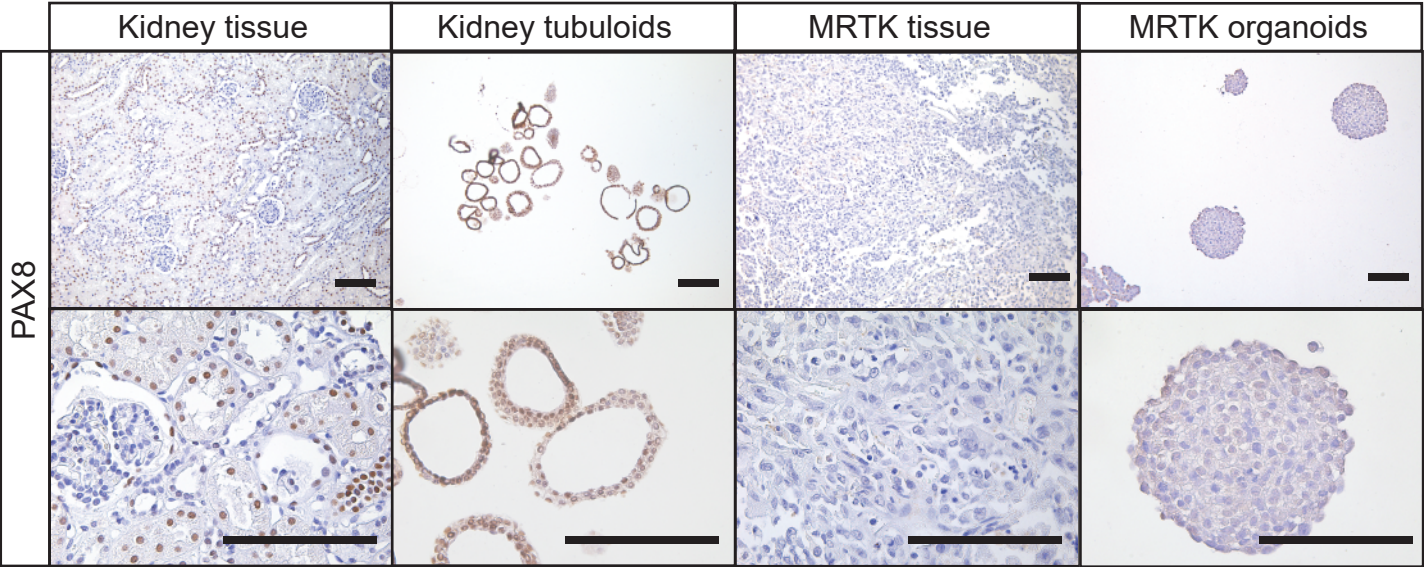 Kidney tissue
Kidney tubuloids
MRTK tissue
MRTK organoids
PAX8